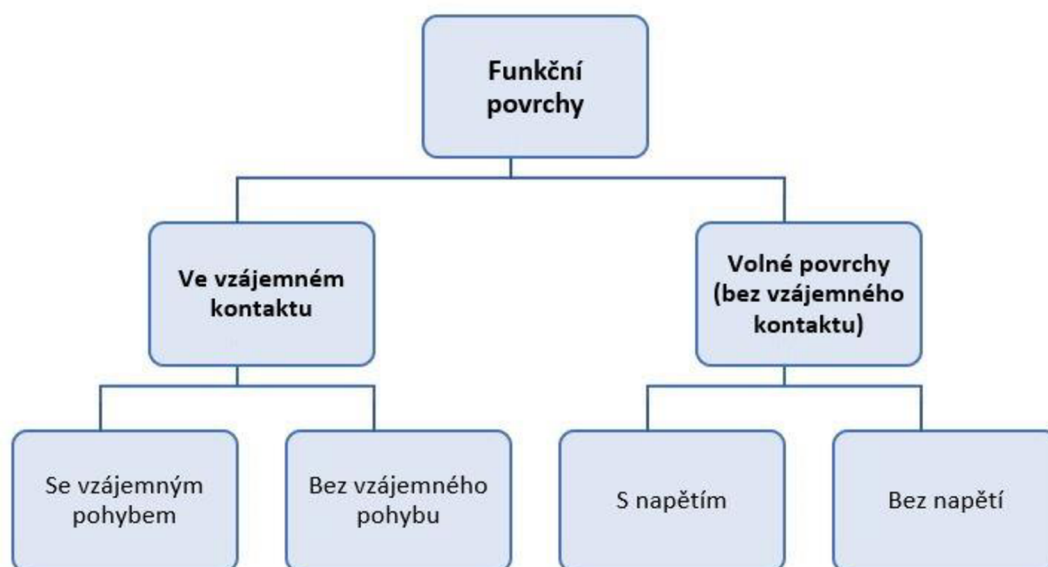 Funkční
povrchy
Ve vzájemném
kontaktu
Volné povrchy
(bez vzájemného
kontaktu)
Se vzájemným
pohybem
Bez vzájemného
pohybu
S napětím
Bez napětí